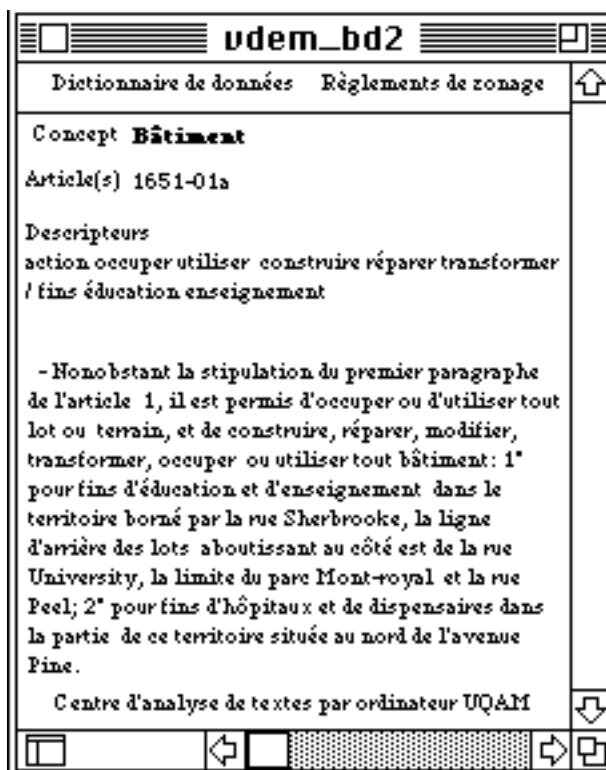 vdem_bd2
Dictionnaire de données Règlements de zonage
Concept Bâtiment
Article(s) 1651-01a
Descripteurs
action occuper utiliser construire réparer transformer
/ fins éducation enseignement
- Nonobstant la stipulation du premier paragraphe
de l'article 1, il est permis d'occuper ou d'utiliser tout
lot ou terrain, et de construire, réparer, modifier,
transformer, occuper ou utiliser tout bâtiment: 1°
pour fins d'éducation et d'enseignement dans le
territoire borné par la rue Sherbrooke, la ligne
d'arrière des lots aboutissant au côté est de la rue
University, la limite du parc Mont-royal et la rue
Peel; 2° pour fins d'hôpitaux et de dispensaires dans
la partie de ce territoire située au nord de l'avenue
Pine.
Centre d'analyse de textes par ordinateur UQAM